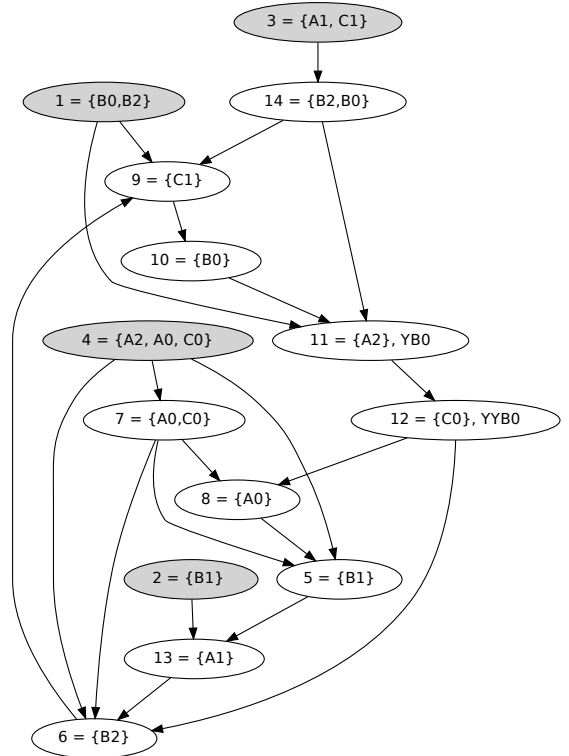 3 = {A1, C1}
1 = {B0,B2}
14 = {B2,B0}
9 = {C1}
10 = {B0}
4 = {A2, A0, C0}
11 = {A2}, YB0
7 = {A0,C0}
12 = {C0}, YYB0
8 = {A0}
2 = {B1}
5 = {B1}
13 = {A1}
6 = {B2}